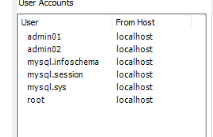 User Accounts
User From Host
admin01 localhost
admin02 localhost
mysql.infoschema localhost
mysql.session localhost
mysql.sys localhost
root localhost